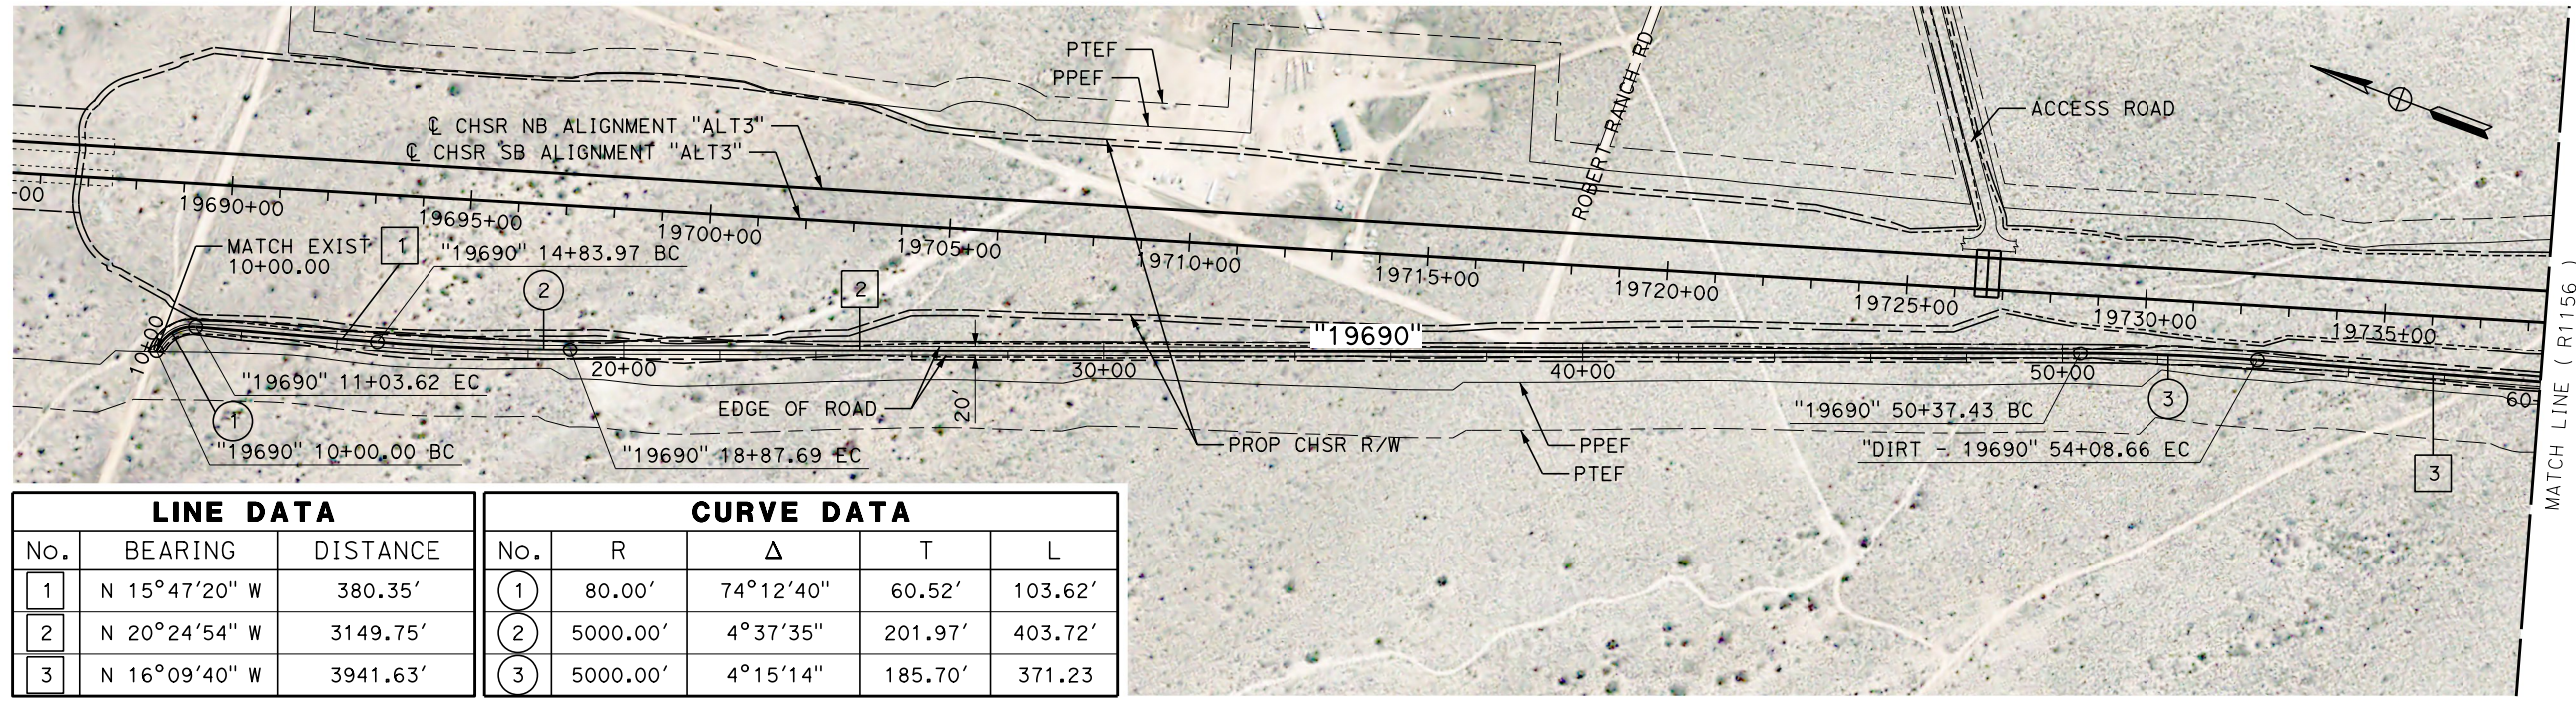 PTEF
PPEF
ROBERT RANCH RD
ACCESS ROAD
℄ CHSR NB ALIGNMENT "ALT3"
℄ CHSR SB ALIGNMENT "ALT3"
-00
19690+00
19695+00
19700+00
19705+00
19710+00
19715+00
19720+00
19725+00
19730+00
19735+00
MATCH EXIST
10+00.00
1
"19690" 14+83.97 BC
2
2
"19690"
10+00
20+00
30+00
40+00
50+00
60+
"19690" 11+03.62 EC
1
"19690" 10+00.00 BC
EDGE OF ROAD
20'
"19690" 18+87.69 EC
PROP CHSR R/W
PPEF
PTEF
"19690" 50+37.43 BC
"DIRT - 19690" 54+08.66 EC
3
3
MATCH LINE (R1156)
LINE DATA
No. BEARING DISTANCE
1 N 15°47'20" W 380.35'
2 N 20°24'54" W 3149.75'
3 N 16°09'40" W 3941.63'
CURVE DATA
No. R Δ T L
1 80.00' 74°12'40" 60.52' 103.62'
2 5000.00' 4°37'35" 201.97' 403.72'
3 5000.00' 4°15'14" 185.70' 371.23